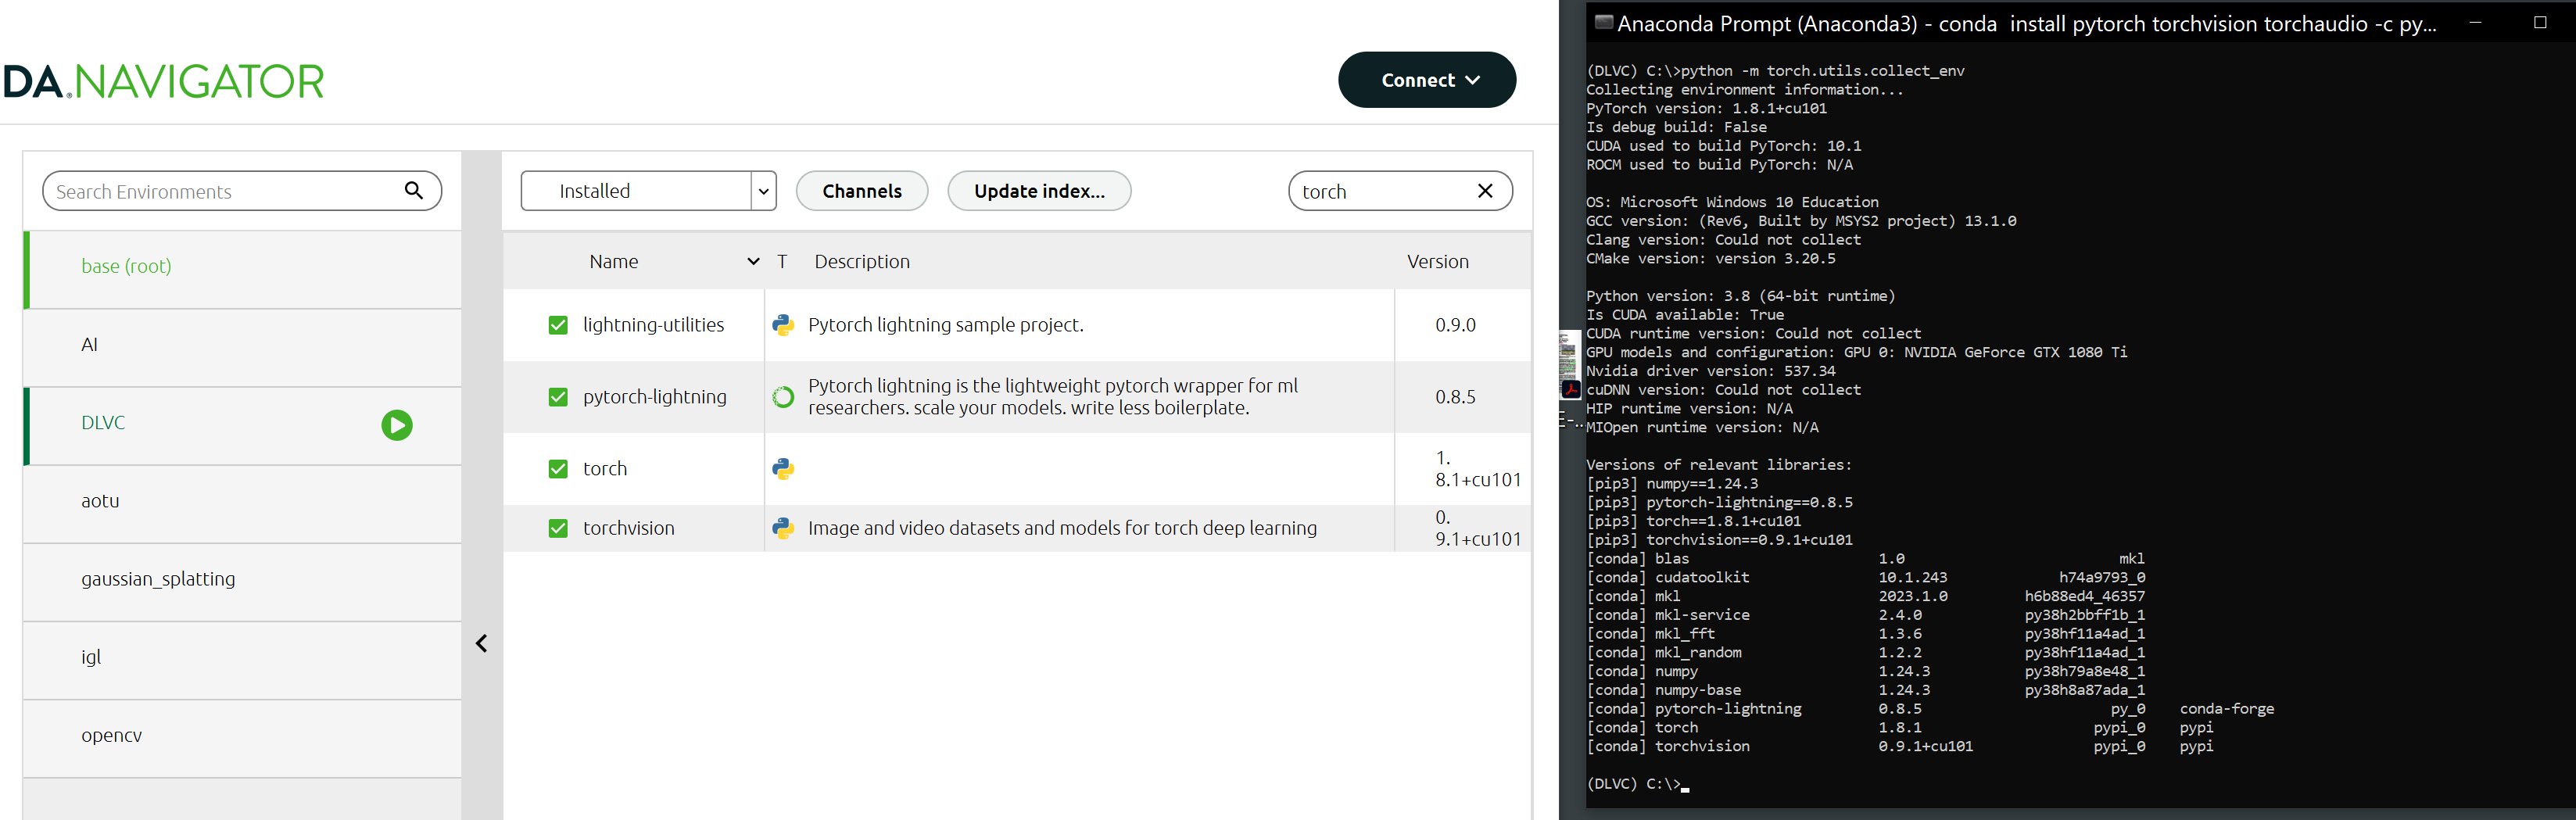 DA.NAVIGATOR
Connect
Search Environments
base (root)
AI
DLVC
aotu
gaussian_splatting
igl
opencv
Installed
Channels
Update index...
torch
Name T Description Version
lightning-utilities Pytorch lightning sample project. 0.9.0
pytorch-lightning Pytorch lightning is the lightweight pytorch wrapper for ml
researchers. scale your models. write less boilerplate. 0.8.5
torch 1.
8.1+cu101
torchvision Image and video datasets and models for torch deep learning 0.
9.1+cu101
E-...
Anaconda Prompt (Anaconda3) - conda  install pytorch torchvision torchaudio -c py...
(DLVC) C:\>python -m torch.utils.collect_env
Collecting environment information...
PyTorch version: 1.8.1+cu101
Is debug build: False
CUDA used to build PyTorch: 10.1
ROCM used to build PyTorch: N/A
OS: Microsoft Windows 10 Education
GCC version: (Rev6, Built by MSYS2 project) 13.1.0
Clang version: Could not collect
CMake version: version 3.20.5
Python version: 3.8 (64-bit runtime)
Is CUDA available: True
CUDA runtime version: Could not collect
GPU models and configuration: GPU 0: NVIDIA GeForce GTX 1080 Ti
Nvidia driver version: 537.34
cuDNN version: Could not collect
HIP runtime version: N/A
MIOpen runtime version: N/A
Versions of relevant libraries:
[pip3] numpy==1.24.3
[pip3] pytorch-lightning==0.8.5
[pip3] torch==1.8.1+cu101
[pip3] torchvision==0.9.1+cu101
[conda] blas 1.0 mkl
[conda] cudatoolkit 10.1.243 h74a9793_0
[conda] mkl 2023.1.0 h6b88ed4_46357
[conda] mkl-service 2.4.0 py38h2bbff1b_1
[conda] mkl_fft 1.3.6 py38hf11a4ad_1
[conda] mkl_random 1.2.2 py38hf11a4ad_1
[conda] numpy 1.24.3 py38h79a8e48_1
[conda] numpy-base 1.24.3 py38h8a87ada_1
[conda] pytorch-lightning 0.8.5 py_0 conda-forge
[conda] torch 1.8.1 pypi_0 pypi
[conda] torchvision 0.9.1+cu101 pypi_0 pypi
(DLVC) C:\>